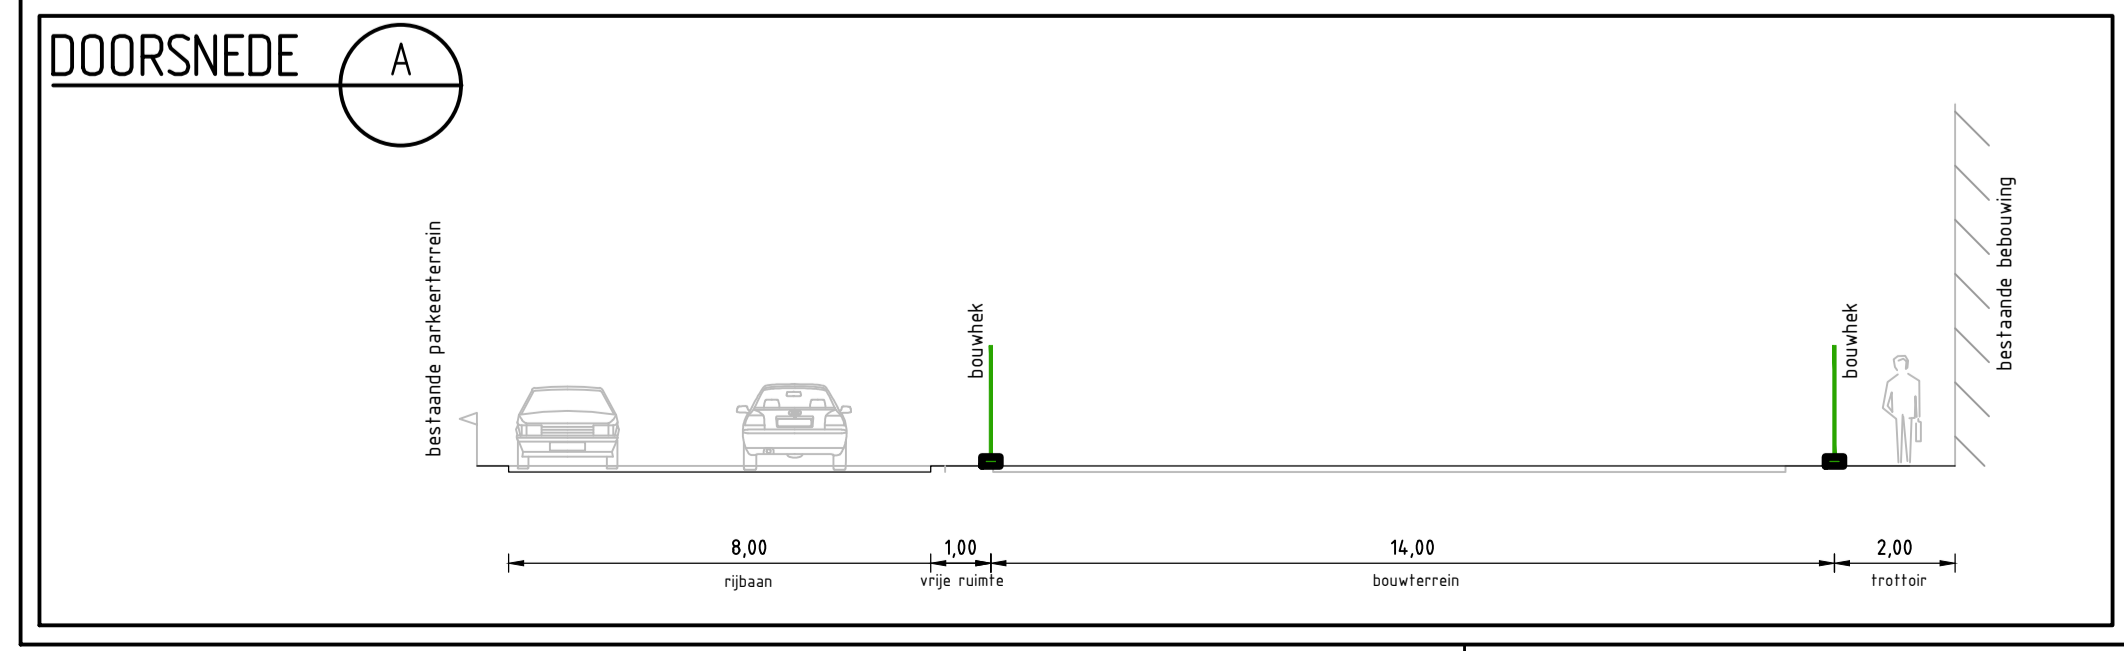 DOORSNEDE
A
bestaande parkeerterrein
bouwhek
bouwhek
bestaande bebouwing
8,00
1,00
14,00
2,00
rijbaan
vrije ruimte
bouwterrein
trottoir